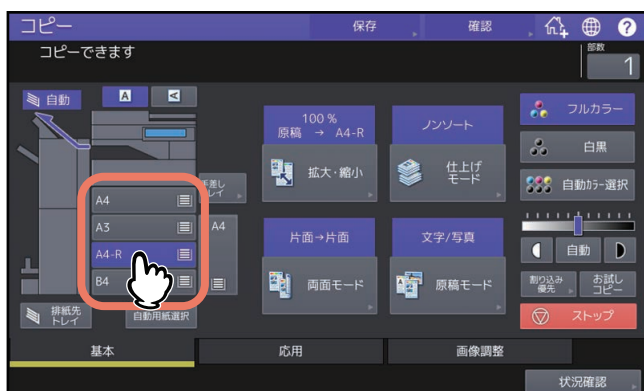 コピー
保存
確認
?
コピーできます
部数
1
自動
A
A
100 %
原稿 → A4-R
ノンソート
フルカラー
白黒
拡大・縮小
仕上げ
モード
自動カラー選択
A4
A3
A4-R
B4
手差し
トレイ
A4
片面→片面
文字/写真
自動
両面モード
原稿モード
割り込み
優先
お試し
コピー
排紙先
トレイ
自動用紙選択
ストップ
基本
応用
画像調整
状況確認